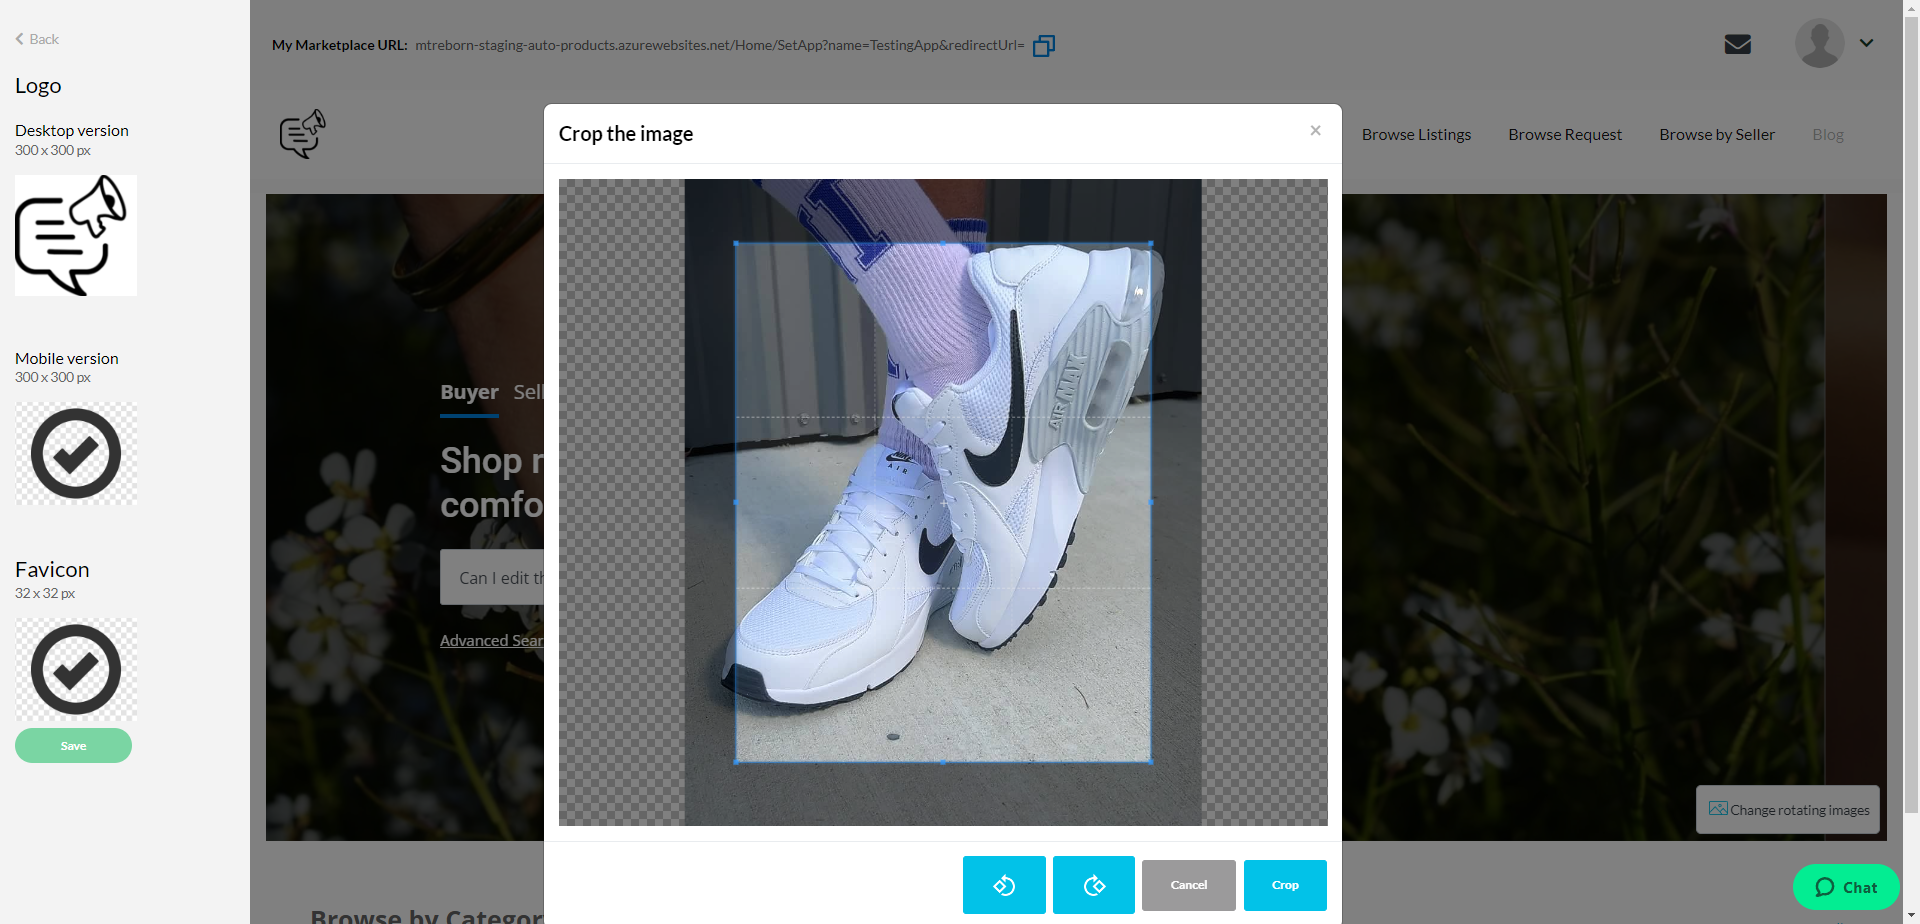 Back
Logo
Desktop version
300 x 300 px
Mobile version
300 x 300 px
Favicon
32 x 32 px
Save
My Marketplace URL: mtreborn-staging-auto-products.azurewebsites.net/Home/SetApp?name=TestingApp&redirectUrl=
Browse Listings Browse Request Browse by Seller Blog
Crop the image
×
AIR MAX
AIR
Buyer Sell
Shop
comfo
Can I edit th
Advanced Sear
Change rotating images
Cancel
Crop
Chat
Browse by Categor